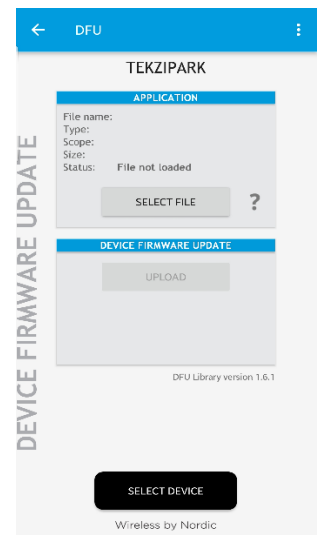 DFU
TEKZIPARK
APPLICATION
File name:
Type:
Scope:
Size:
Status: File not loaded
SELECT FILE ?
DEVICE FIRMWARE UPDATE
UPLOAD
DFU Library version 1.6.1
DEVICE FIRMWARE UPDATE
SELECT DEVICE
Wireless by Nordic